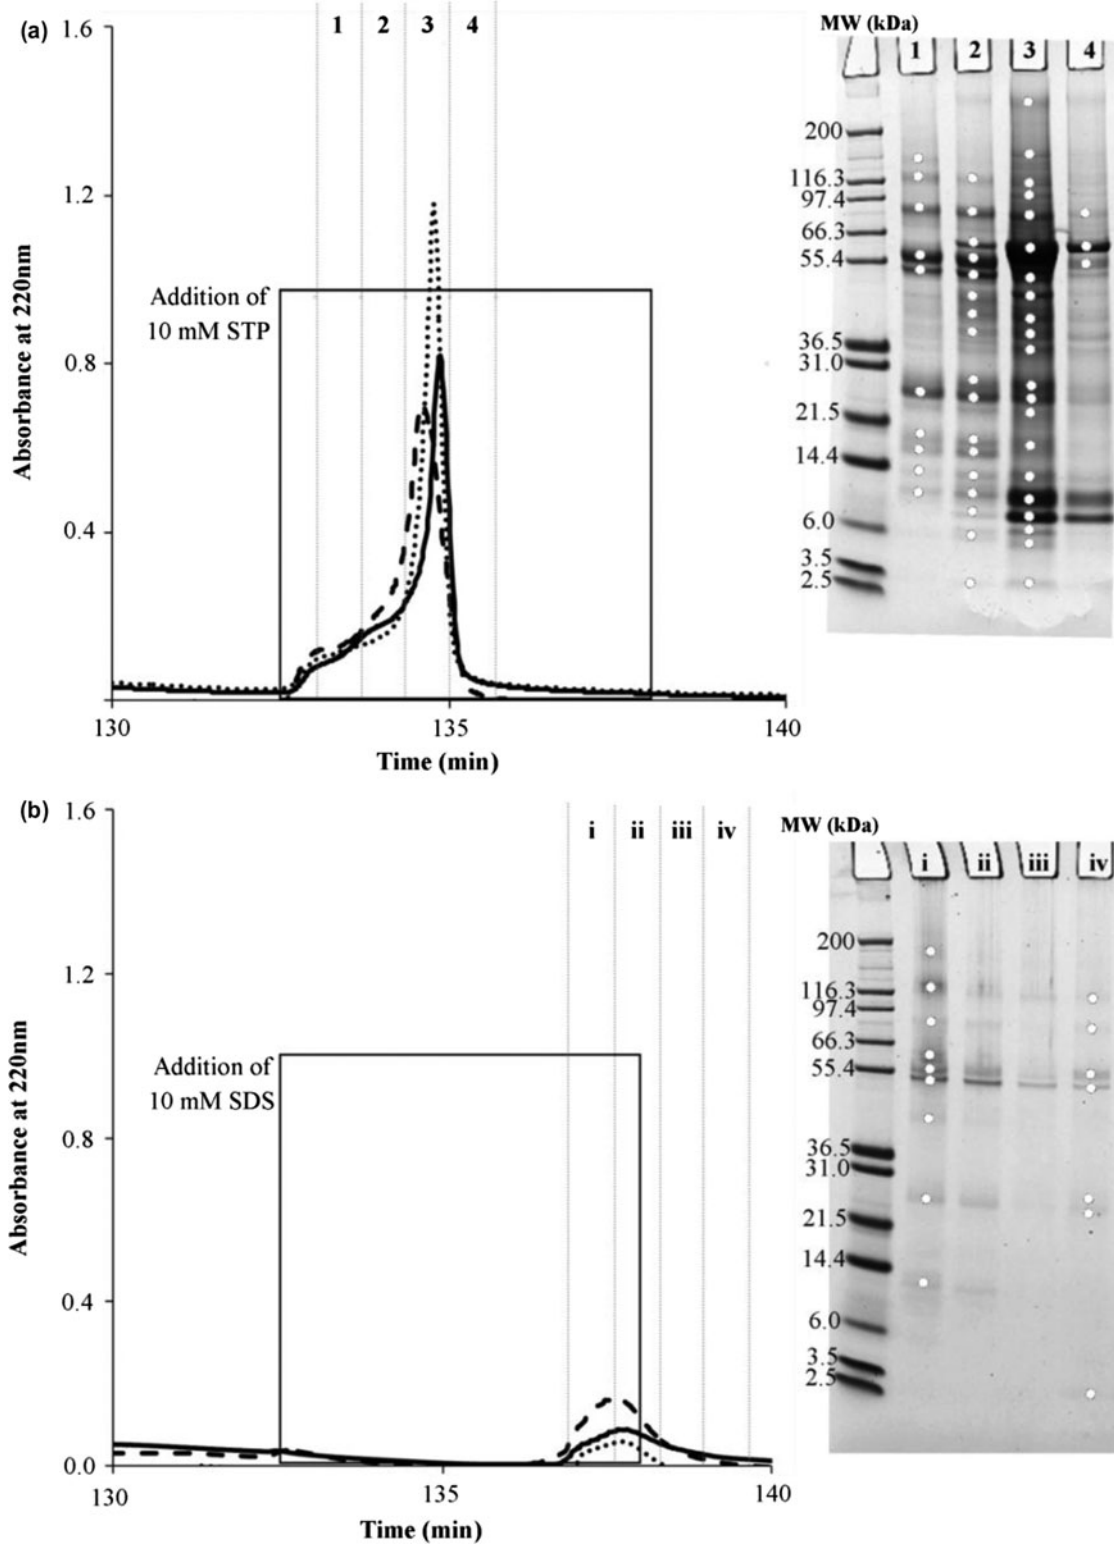 (a)
1.6
1 2 3 4
1.2
0.8
0.4
Absorbance at 220nm
Addition of
10 mM STP
130 135 140
Time (min)
MW (kDa)
1 2 3 4
200
116.3
97.4
66.3
55.4
36.5
31.0
21.5
14.4
6.0
3.5
2.5
(b)
1.6
i ii iii iv
1.2
0.8
0.4
0.0
Absorbance at 220nm
Addition of
10 mM SDS
130 135 140
Time (min)
MW (kDa)
i ii iii iv
200
116.3
97.4
66.3
55.4
36.5
31.0
21.5
14.4
6.0
3.5
2.5